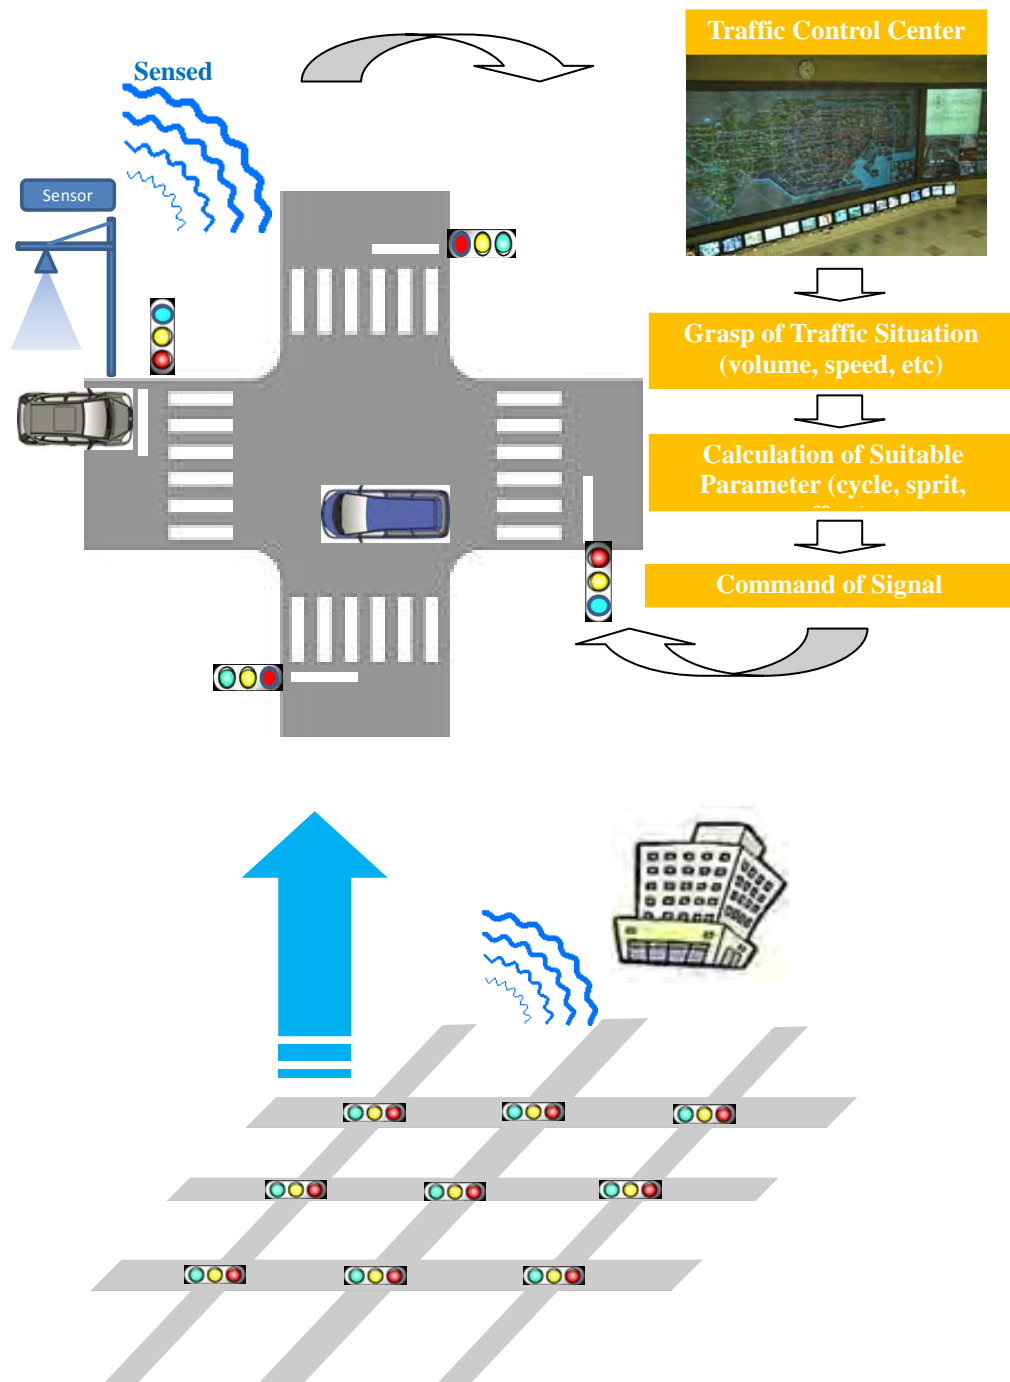 Traffic Control Center
Sensed
Sensor
Grasp of Traffic Situation
(volume, speed, etc)
Calculation of Suitable
Parameter (cycle, sprit,
Command of Signal